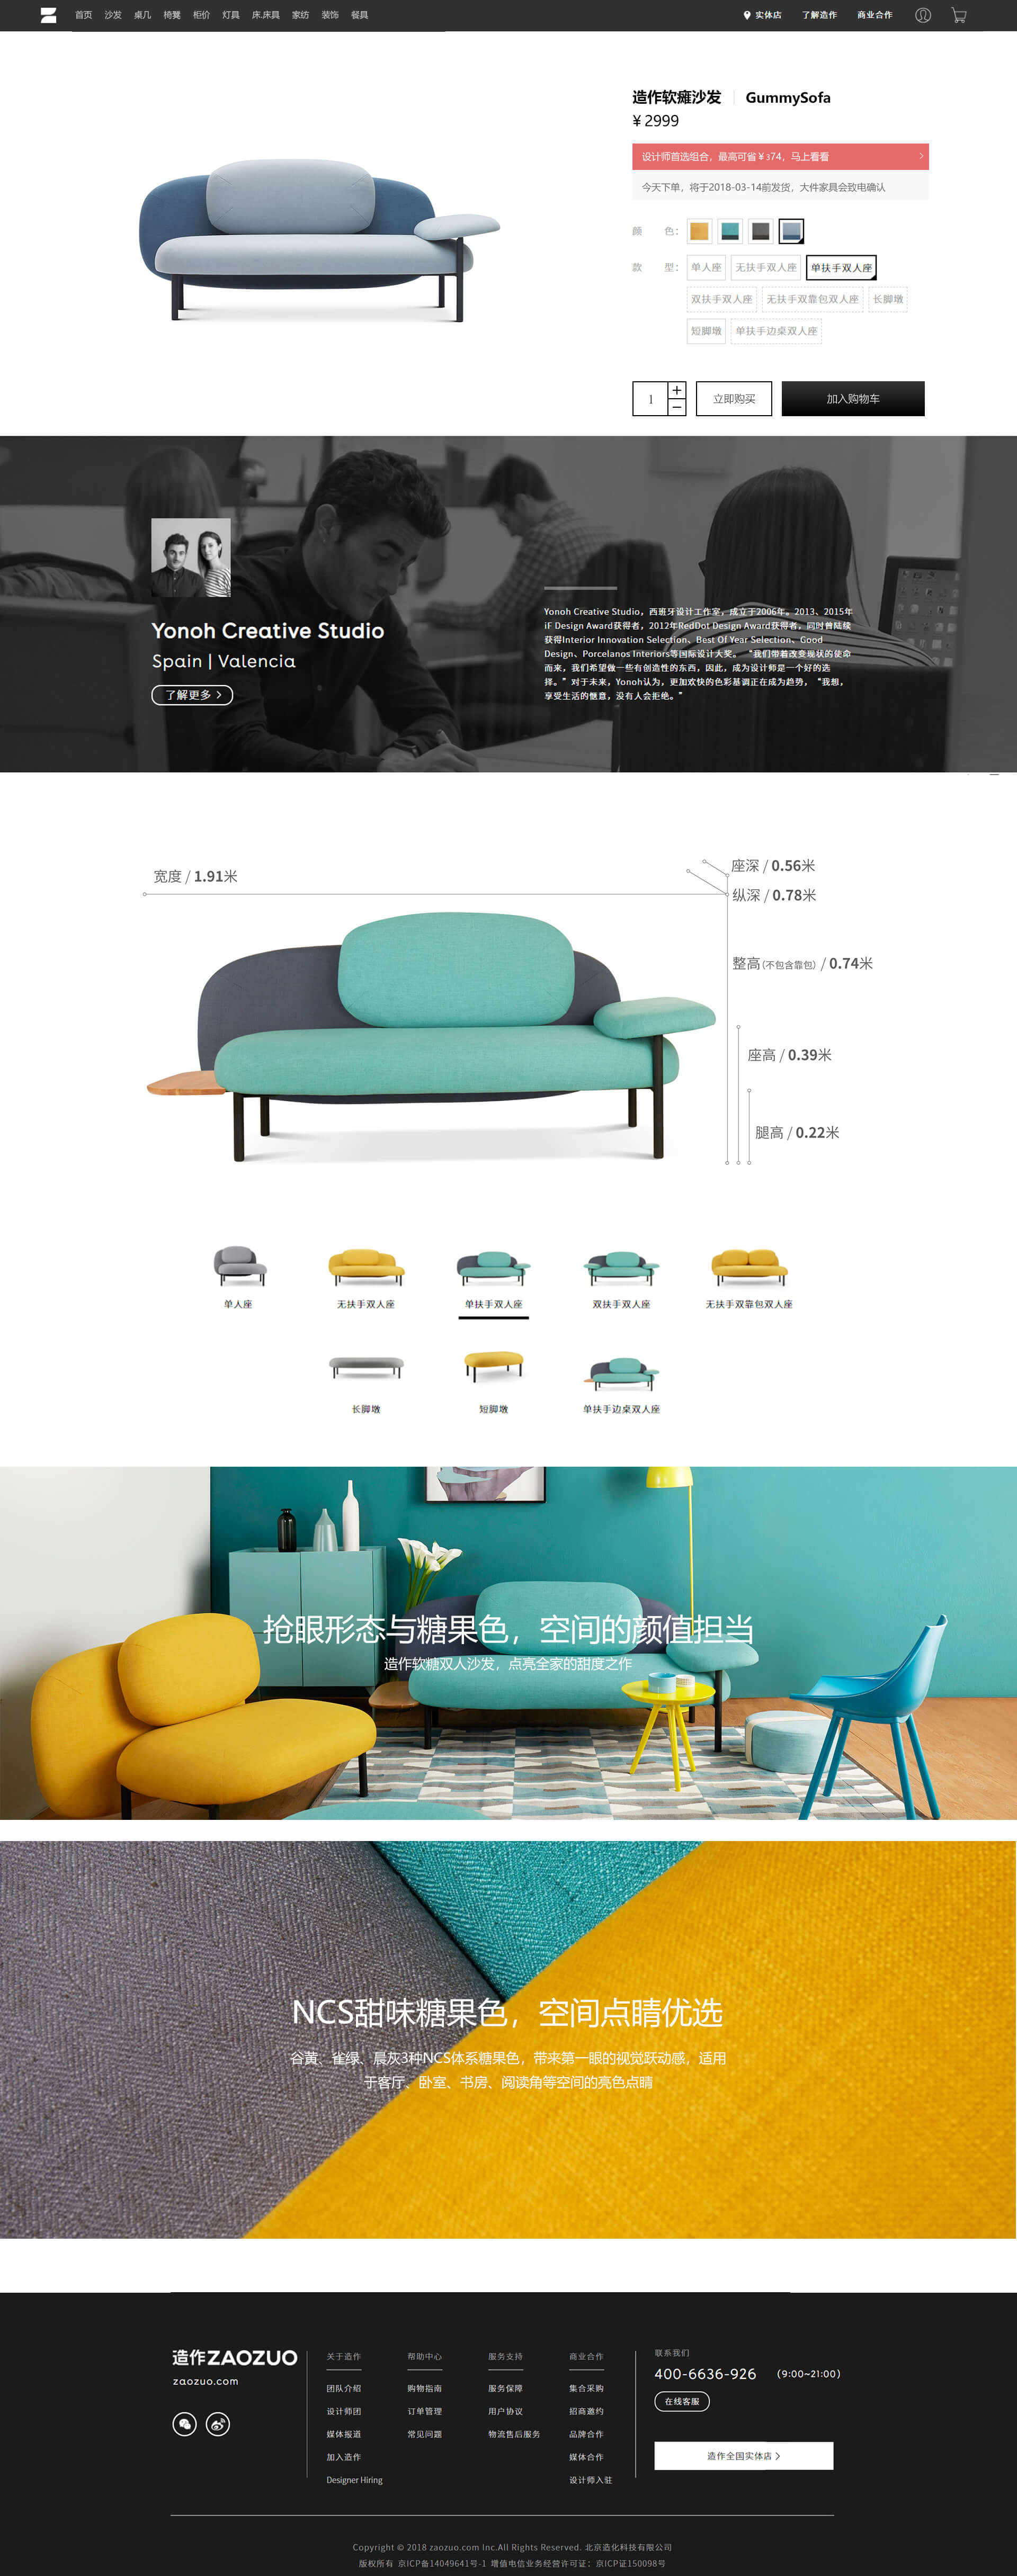 首页 沙发 桌几 椅凳 柜价 灯具 床.床具 家纺 装饰 餐具 实体店 了解造作 商业合作
造作软瘫沙发 GummySofa
¥ 2999
设计师首选组合，最高可省¥374，马上看看
今天下单，将于2018-03-14前发货，大件家具会致电确认
颜 色：
款 型： 单人座 无扶手双人座 单扶手双人座
双扶手双人座 无扶手双靠包双人座 长脚墩
短脚墩 单扶手边桌双人座
1 + − 立即购买 加入购物车
Yonoh Creative Studio
Spain | Valencia
了解更多
Yonoh Creative Studio，西班牙设计工作室，成立于2006年。2013、2015年
iF Design Award获得者，2012年RedDot Design Award获得者，同时曾陆续
获得Interior Innovation Selection、Best Of Year Selection、Good
Design、Porcelanos Interiors等国际设计大奖。“我们带着改变现状的使命
而来，我们希望做一些有创造性的东西，因此，成为设计师是一个好的选
择。”对于未来，Yonoh认为，更加欢快的色彩基调正在成为趋势，“我想，
享受生活的惬意，没有人会拒绝。”
宽度 / 1.91米
座深 / 0.56米
纵深 / 0.78米
整高(不包含靠包) / 0.74米
座高 / 0.39米
腿高 / 0.22米
单人座 无扶手双人座 单扶手双人座 双扶手双人座 无扶手双靠包双人座
长脚墩 短脚墩 单扶手边桌双人座
抢眼形态与糖果色，空间的颜值担当
造作软糖双人沙发，点亮全家的甜度之作
NCS甜味糖果色，空间点睛优选
谷黄、雀绿、晨灰3种NCS体系糖果色，带来第一眼的视觉跃动感，适用
于客厅、卧室、书房、阅读角等空间的亮色点睛
造作ZAOZUO
zaozuo.com
关于造作
团队介绍
设计师团
媒体报道
加入造作
Designer Hiring
帮助中心
购物指南
订单管理
常见问题
服务支持
服务保障
用户协议
物流售后服务
商业合作
集合采购
招商邀约
品牌合作
媒体合作
设计师入驻
联系我们
400-6636-926 （9:00~21:00）
在线客服
造作全国实体店
Copyright © 2018 zaozuo.com Inc.All Rights Reserved. 北京造化科技有限公司
版权所有 京ICP备14049641号-1 增值电信业务经营许可证：京ICP证150098号